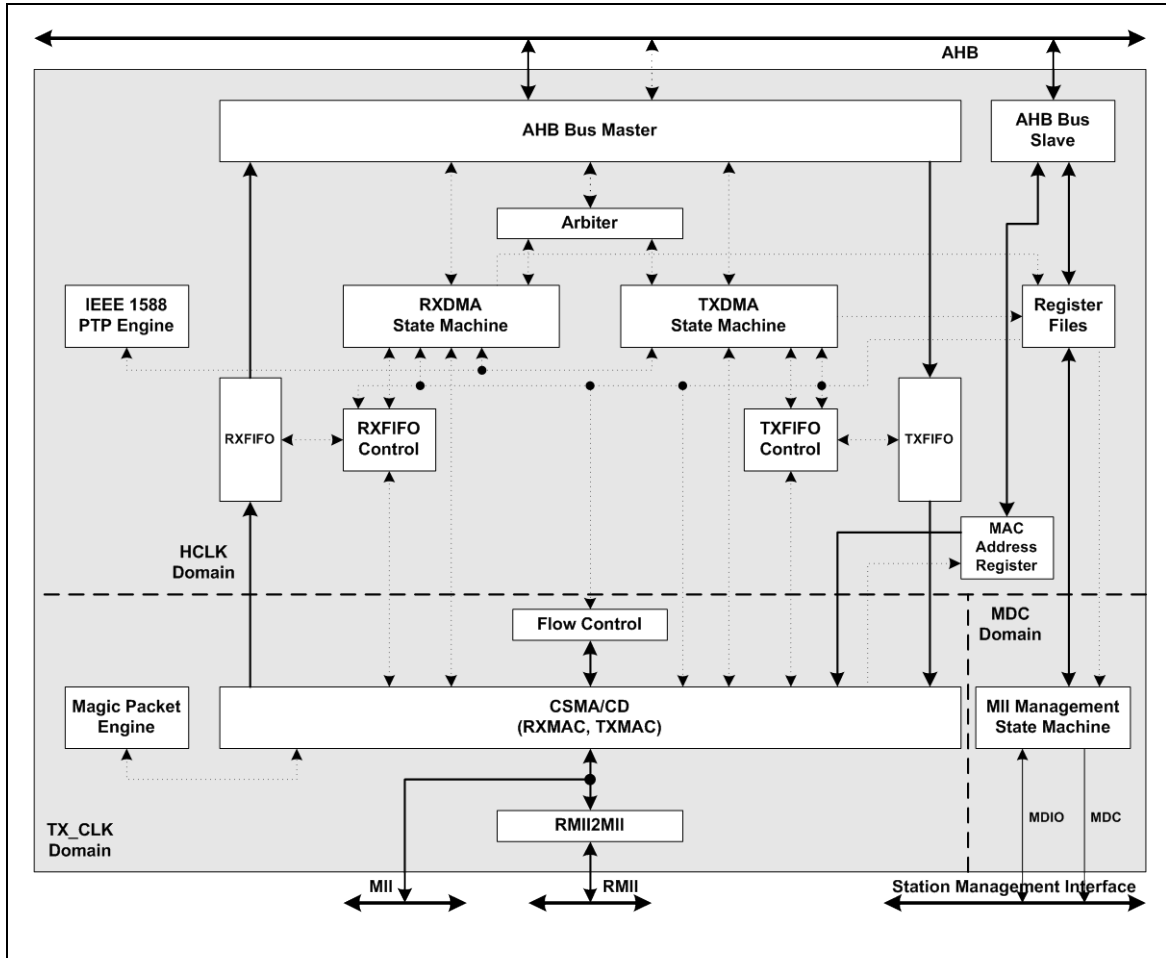 AHB
AHB Bus Master
AHB Bus
Slave
Arbiter
IEEE 1588
PTP Engine
RXDMA
State Machine
TXDMA
State Machine
Register
Files
RXFIFO
RXFIFO
Control
TXFIFO
Control
TXFIFO
MAC
Address
Register
HCLK
Domain
Flow Control
MDC
Domain
Magic Packet
Engine
CSMA/CD
(RXMAC, TXMAC)
MII Management
State Machine
RMII2MII
TX_CLK
Domain
MDIO
MDC
MII
RMII
Station Management Interface